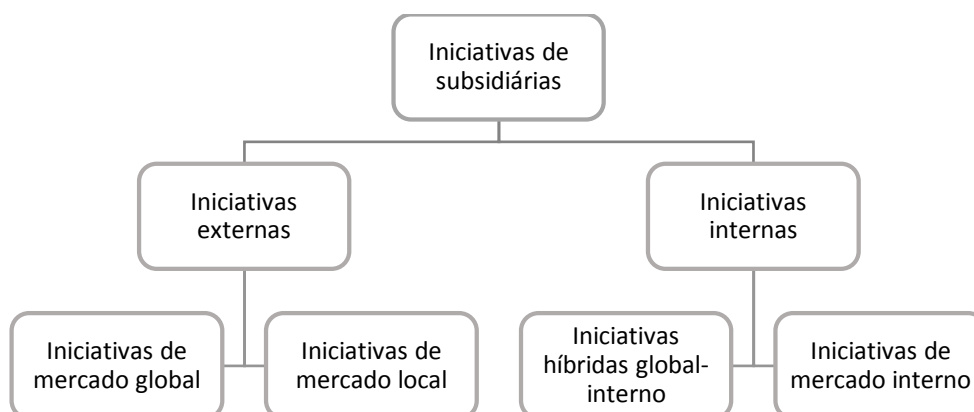 Iniciativas de
subsidiárias
Iniciativas
externas
Iniciativas
internas
Iniciativas de
mercado global
Iniciativas de
mercado local
Iniciativas
híbridas global-
interno
Iniciativas de
mercado interno